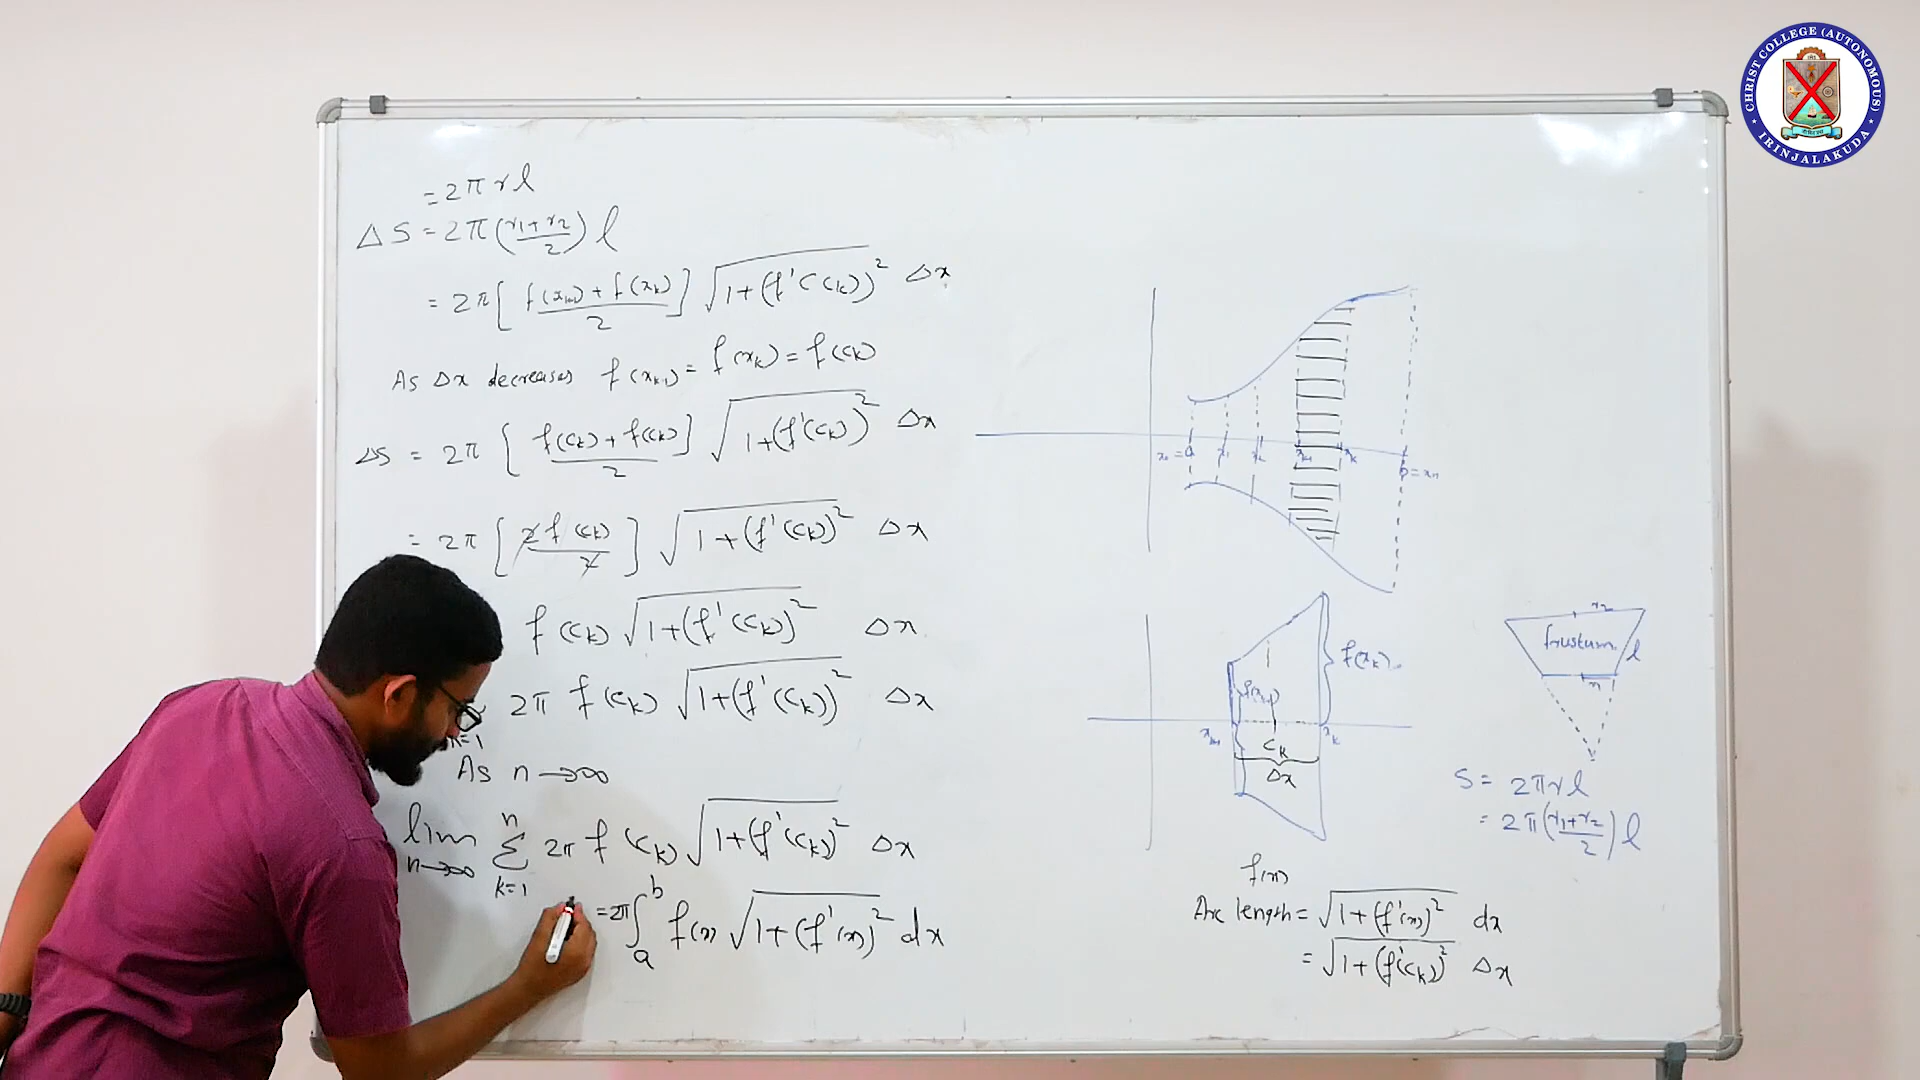 = 2π r l
ΔS = 2π (r1+r2 / 2) l
= 2π [ f(xk-1) + f(xk) / 2 ] √1+(f'(ck))² Δx
As Δx decreases f(xk-1) = f(xk) = f(ck)
ΔS = 2π [ f(ck) + f(ck) / 2 ] √1+(f'(ck))² Δx
= 2π [ 2 f(ck) / 2 ] √1+(f'(ck))² Δx
f(ck) √1+(f'(ck))² Δx
2π f(ck) √1+(f'(ck))² Δx
k=1
As n→∞
lim n→∞ n Σ k=1 2π f(ck) √1+(f'(ck))² Δx
= 2π ∫ a b f(x) √1+(f'(x))² dx
x0 = a x1 x2 xk-1 xk b = xn
f(xk)
f(xk-1)
xk-1 ck xk
Δx
r2
frustum l
r1
S = 2πrl
= 2π (r1+r2 / 2) l
f(x)
Arc length = √1+(f'(x))² dx
= √1+(f'(ck))² Δx
CHRIST COLLEGE (AUTONOMOUS)
IRINJALAKUDA